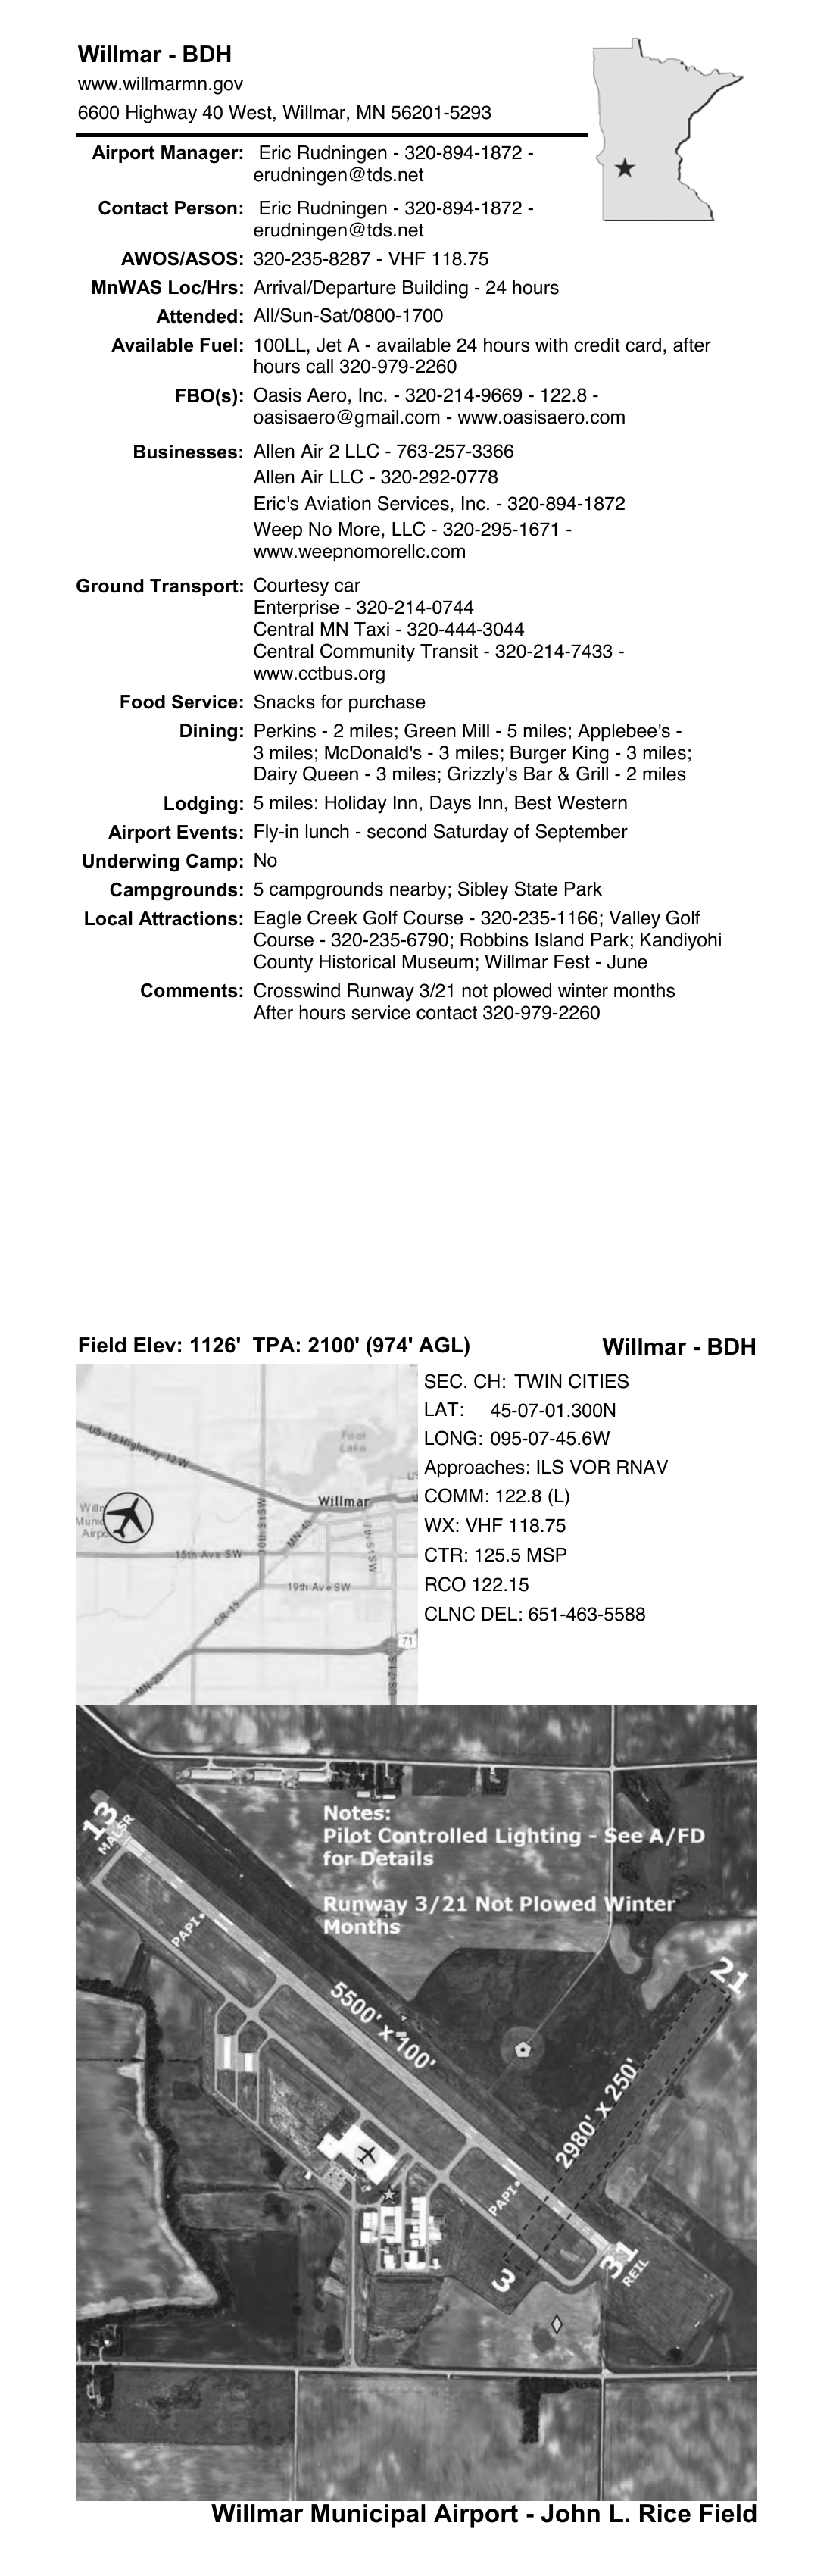 Willmar - BDH
www.willmarmn.gov
6600 Highway 40 West, Willmar, MN 56201-5293
Airport Manager: Eric Rudningen - 320-894-1872 -
erudningen@tds.net
Contact Person: Eric Rudningen - 320-894-1872 -
erudningen@tds.net
AWOS/ASOS: 320-235-8287 - VHF 118.75
MnWAS Loc/Hrs: Arrival/Departure Building - 24 hours
Attended: All/Sun-Sat/0800-1700
Available Fuel: 100LL, Jet A - available 24 hours with credit card, after
hours call 320-979-2260
FBO(s): Oasis Aero, Inc. - 320-214-9669 - 122.8 -
oasisaero@gmail.com - www.oasisaero.com
Businesses: Allen Air 2 LLC - 763-257-3366
Allen Air LLC - 320-292-0778
Eric's Aviation Services, Inc. - 320-894-1872
Weep No More, LLC - 320-295-1671 -
www.weepnomorellc.com
Ground Transport: Courtesy car
Enterprise - 320-214-0744
Central MN Taxi - 320-444-3044
Central Community Transit - 320-214-7433 -
www.cctbus.org
Food Service: Snacks for purchase
Dining: Perkins - 2 miles; Green Mill - 5 miles; Applebee's -
3 miles; McDonald's - 3 miles; Burger King - 3 miles;
Dairy Queen - 3 miles; Grizzly's Bar & Grill - 2 miles
Lodging: 5 miles: Holiday Inn, Days Inn, Best Western
Airport Events: Fly-in lunch - second Saturday of September
Underwing Camp: No
Campgrounds: 5 campgrounds nearby; Sibley State Park
Local Attractions: Eagle Creek Golf Course - 320-235-1166; Valley Golf
Course - 320-235-6790; Robbins Island Park; Kandiyohi
County Historical Museum; Willmar Fest - June
Comments: Crosswind Runway 3/21 not plowed winter months
After hours service contact 320-979-2260
Field Elev: 1126' TPA: 2100' (974' AGL)
Willmar - BDH
SEC. CH: TWIN CITIES
LAT: 45-07-01.300N
LONG: 095-07-45.6W
Approaches: ILS VOR RNAV
COMM: 122.8 (L)
WX: VHF 118.75
CTR: 125.5 MSP
RCO 122.15
CLNC DEL: 651-463-5588
US-12 Highway 12 W
Foot
Lake
Willmar
MN-40
15th Ave SW
19th Ave SW
CR-15
71
US-71 S
MN-23
13
MALSR
Notes:
Pilot Controlled Lighting - See A/FD
for Details
Runway 3/21 Not Plowed Winter
Months
PAPI
21
5500' x 100'
2980' x 250'
PAPI
3
31
REIL
Willmar Municipal Airport - John L. Rice Field